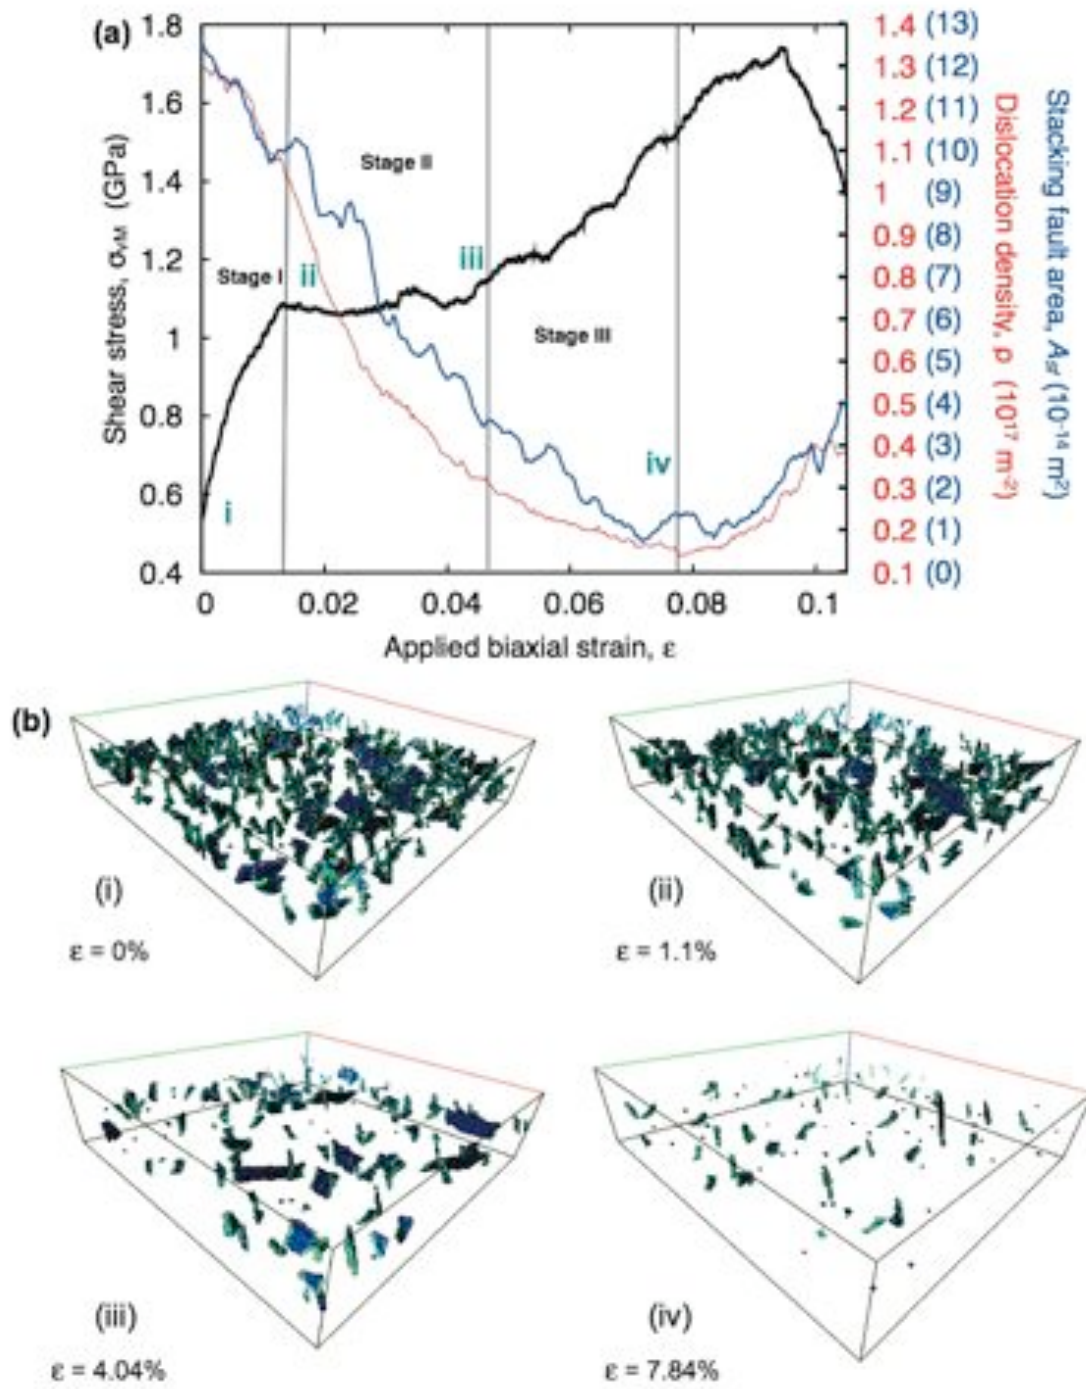 (a)
Shear stress, σVM (GPa)
1.8
1.6
1.4
1.2
1
0.8
0.6
0.4
Stage I
Stage II
Stage III
i
ii
iii
iv
1.4 (13)
1.3 (12)
1.2 (11)
1.1 (10)
1 (9)
0.9 (8)
0.8 (7)
0.7 (6)
0.6 (5)
0.5 (4)
0.4 (3)
0.3 (2)
0.2 (1)
0.1 (0)
Dislocation density, ρ (10¹⁷ m⁻²)
Stacking fault area, Asf (10⁻¹⁴ m²)
0 0.02 0.04 0.06 0.08 0.1
Applied biaxial strain, ε
(b)
(i)
ε = 0%
(ii)
ε = 1.1%
(iii)
ε = 4.04%
(iv)
ε = 7.84%